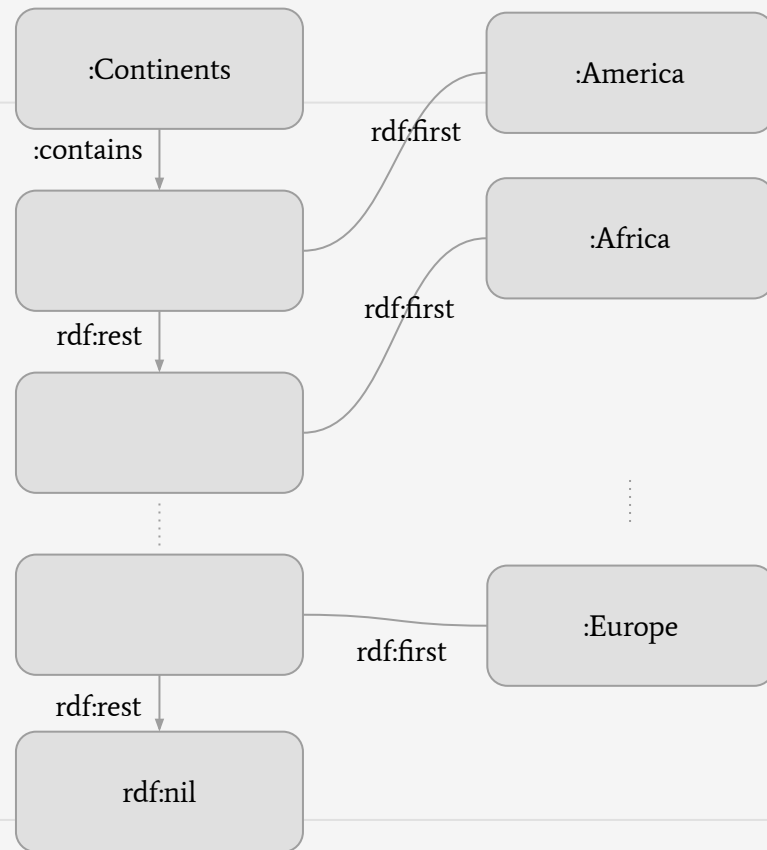 :Continents
:America
rdf:first
:contains
:Africa
rdf:first
rdf:rest
:Europe
rdf:first
rdf:rest
rdf:nil